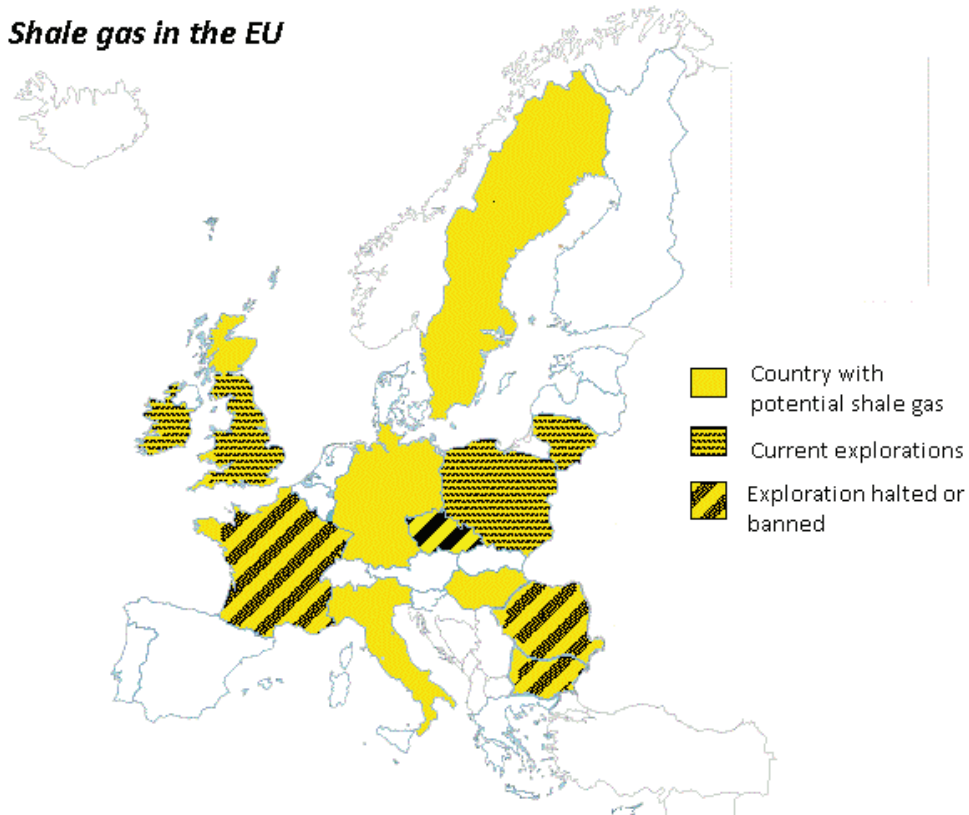 Shale gas in the EU
Country with
potential shale gas
Current explorations
Exploration halted or
banned